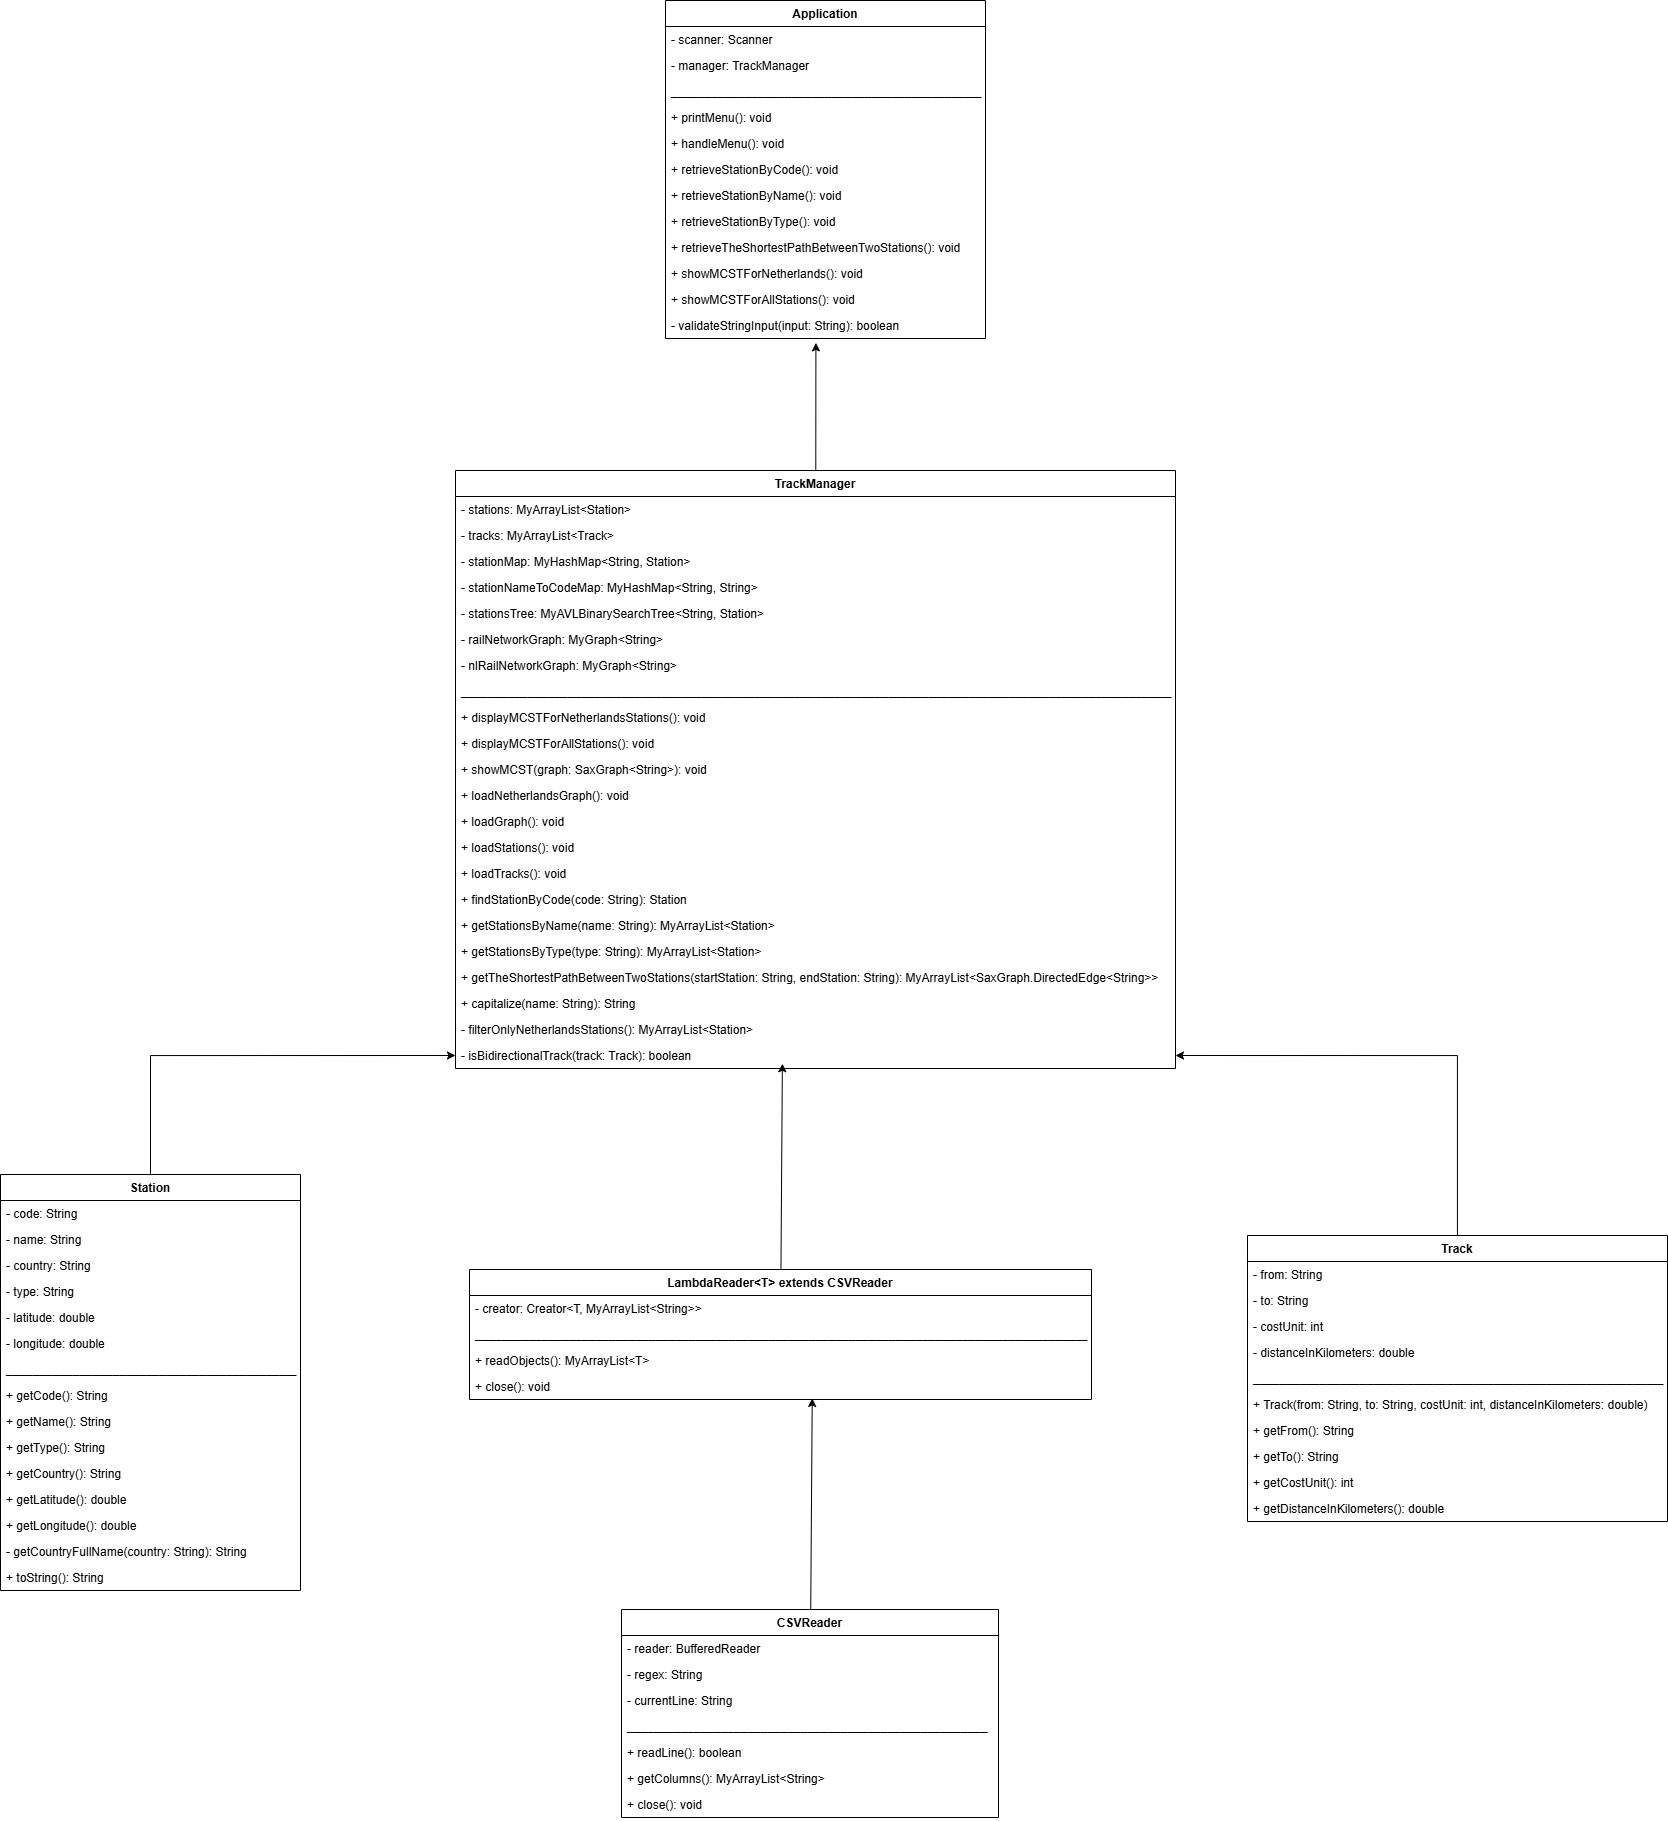 Application
- scanner: Scanner
- manager: TrackManager
+ printMenu(): void
+ handleMenu(): void
+ retrieveStationByCode(): void
+ retrieveStationByName(): void
+ retrieveStationByType(): void
+ retrieveTheShortestPathBetweenTwoStations(): void
+ showMCSTForNetherlands(): void
+ showMCSTForAllStations(): void
- validateStringInput(input: String): boolean
TrackManager
- stations: MyArrayList<Station>
- tracks: MyArrayList<Track>
- stationMap: MyHashMap<String, Station>
- stationNameToCodeMap: MyHashMap<String, String>
- stationsTree: MyAVLBinarySearchTree<String, Station>
- railNetworkGraph: MyGraph<String>
- nlRailNetworkGraph: MyGraph<String>
+ displayMCSTForNetherlandsStations(): void
+ displayMCSTForAllStations(): void
+ showMCST(graph: SaxGraph<String>): void
+ loadNetherlandsGraph(): void
+ loadGraph(): void
+ loadStations(): void
+ loadTracks(): void
+ findStationByCode(code: String): Station
+ getStationsByName(name: String): MyArrayList<Station>
+ getStationsByType(type: String): MyArrayList<Station>
+ getTheShortestPathBetweenTwoStations(startStation: String, endStation: String): MyArrayList<SaxGraph.DirectedEdge<String>>
+ capitalize(name: String): String
- filterOnlyNetherlandsStations(): MyArrayList<Station>
- isBidirectionalTrack(track: Track): boolean
Station
- code: String
- name: String
- country: String
- type: String
- latitude: double
- longitude: double
+ getCode(): String
+ getName(): String
+ getType(): String
+ getCountry(): String
+ getLatitude(): double
+ getLongitude(): double
- getCountryFullName(country: String): String
+ toString(): String
LambdaReader<T> extends CSVReader
- creator: Creator<T, MyArrayList<String>>
+ readObjects(): MyArrayList<T>
+ close(): void
Track
- from: String
- to: String
- costUnit: int
- distanceInKilometers: double
+ Track(from: String, to: String, costUnit: int, distanceInKilometers: double)
+ getFrom(): String
+ getTo(): String
+ getCostUnit(): int
+ getDistanceInKilometers(): double
CSVReader
- reader: BufferedReader
- regex: String
- currentLine: String
+ readLine(): boolean
+ getColumns(): MyArrayList<String>
+ close(): void